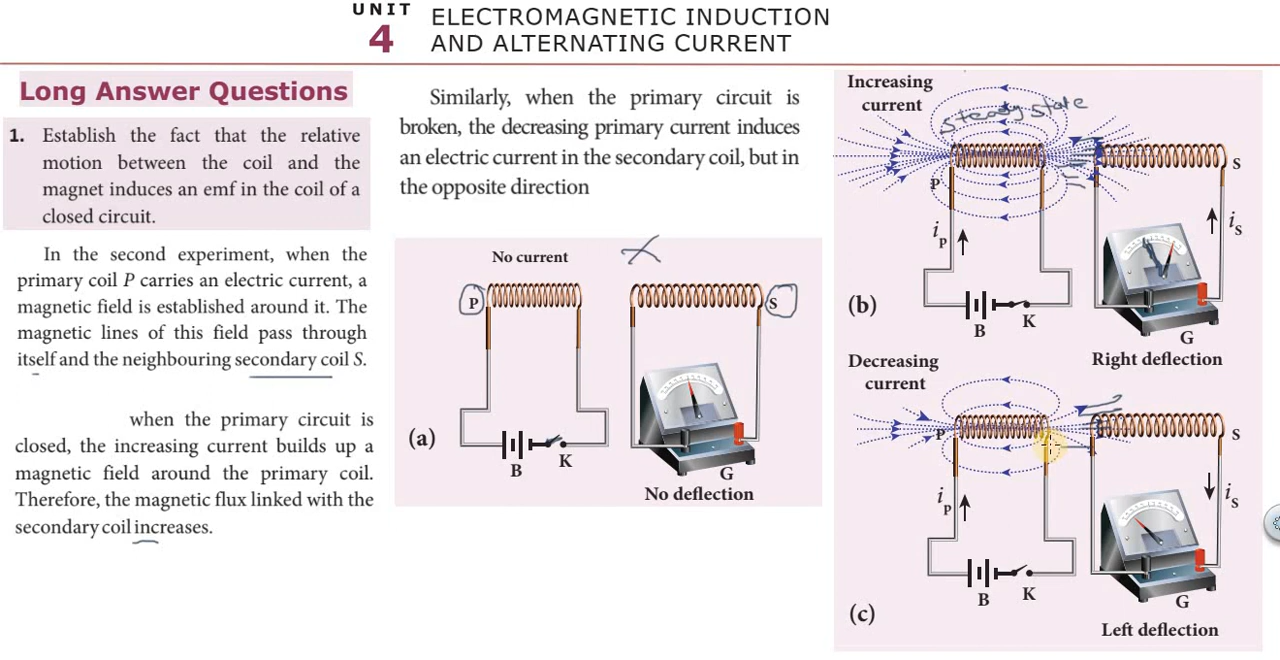 UNIT
4
ELECTROMAGNETIC INDUCTION
AND ALTERNATING CURRENT
Long Answer Questions
1. Establish the fact that the relative
motion between the coil and the
magnet induces an emf in the coil of a
closed circuit.
In the second experiment, when the
primary coil P carries an electric current, a
magnetic field is established around it. The
magnetic lines of this field pass through
itself and the neighbouring secondary coil S.
when the primary circuit is
closed, the increasing current builds up a
magnetic field around the primary coil.
Therefore, the magnetic flux linked with the
secondary coil increases.
Similarly, when the primary circuit is
broken, the decreasing primary current induces
an electric current in the secondary coil, but in
the opposite direction
No current
P
S
(a)
B
K
G
No deflection
Increasing
current
Steady state
P
S
iP
iS
(b)
B
K
G
Right deflection
Decreasing
current
P
S
iP
iS
B
K
G
(c)
Left deflection